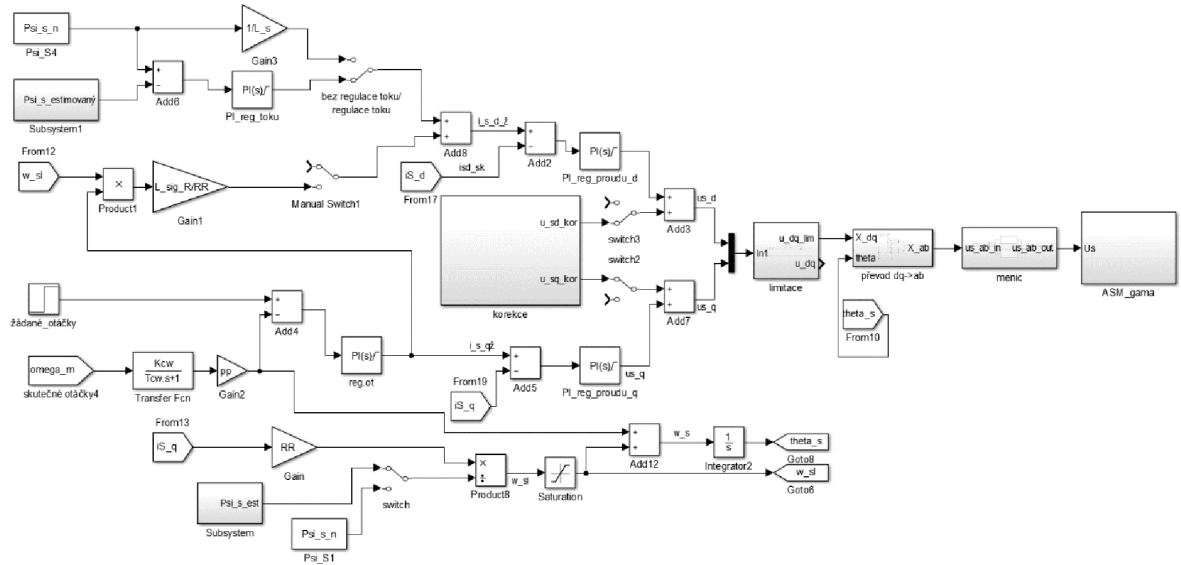 Psi_s_n
Psi_S4
1/L_s
Gain3
Psi_s_estimovaný
Subsystem1
+
−
Add6
PI(s)
PI_reg_toku
bez regulace toku/
regulace toku
From12
w_sl
×
Product1
L_sig_R/RR
Gain1
Manual Switch1
+
+
Add8
i_s_d_ž
iS_d
From17
isd_sk
+
−
Add2
PI(s)
PI_reg_proudu_d
u_sd_kor
u_sq_kor
korekce
switch3
switch2
+
+
Add3
us_d
+
+
Add7
us_q
In1
u_dq_lim
u_dq
limitace
X_dq
theta
X_ab
převod dq->ab
theta_s
From10
us_ab_in
us_ab_out
menic
Us
ASM_gama
žádané_otáčky
+
−
Add4
PI(s)
reg.ot
i_s_qž
From19
iS_q
+
−
Add5
PI(s)
us_q
PI_reg_proudu_q
omega_m
skutečné otáčky4
Kcw
Tcw.s+1
Transfer Fcn
pp
Gain2
From13
iS_q
RR
Gain
Psi_s_est
Subsystem
Psi_s_n
Psi_S1
switch
×
÷
Product8
w_sl
Saturation
+
+
Add12
w_s
1
s
Integrator2
theta_s
Goto8
w_sl
Goto6